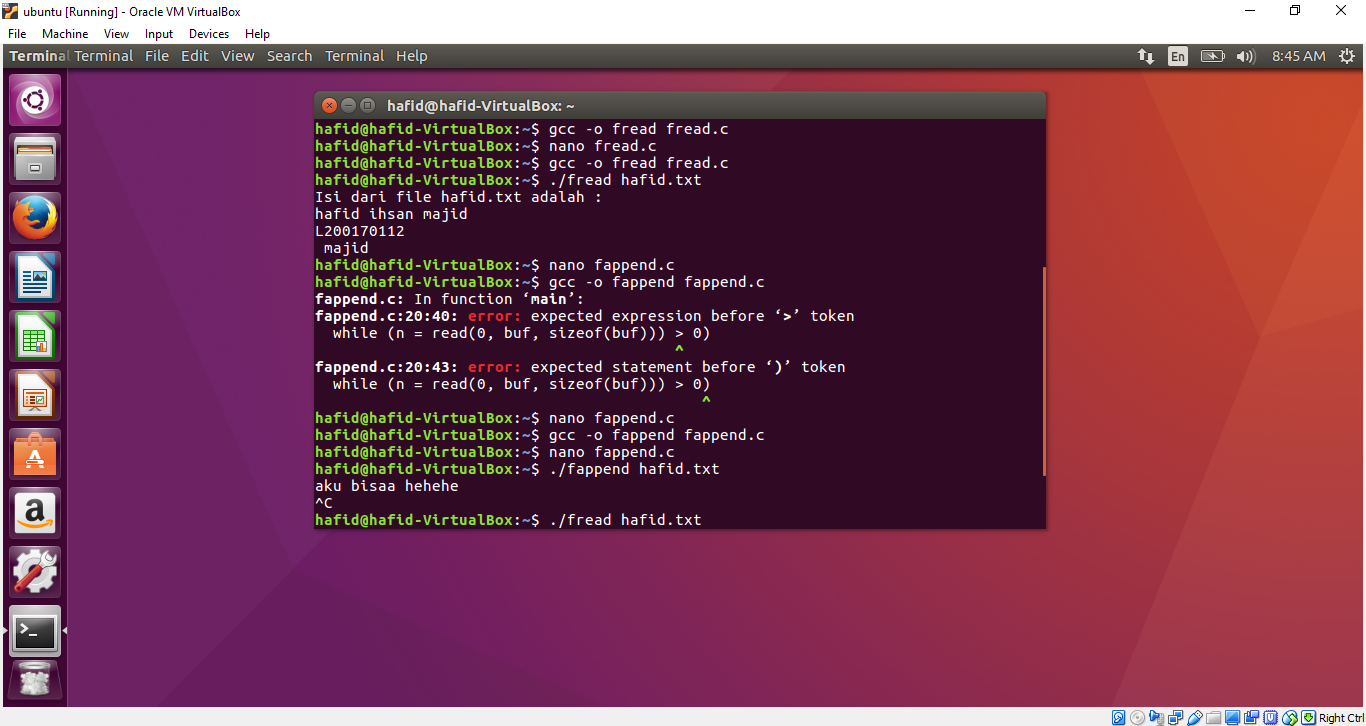 ubuntu [Running] - Oracle VM VirtualBox
File Machine View Input Devices Help
Terminal Terminal File Edit View Search Terminal Help En 8:45 AM
hafid@hafid-VirtualBox: ~
hafid@hafid-VirtualBox:~$ gcc -o fread fread.c
hafid@hafid-VirtualBox:~$ nano fread.c
hafid@hafid-VirtualBox:~$ gcc -o fread fread.c
hafid@hafid-VirtualBox:~$ ./fread hafid.txt
Isi dari file hafid.txt adalah :
hafid ihsan majid
L200170112
 majid
hafid@hafid-VirtualBox:~$ nano fappend.c
hafid@hafid-VirtualBox:~$ gcc -o fappend fappend.c
fappend.c: In function ‘main’:
fappend.c:20:40: error: expected expression before ‘>’ token
  while (n = read(0, buf, sizeof(buf))) > 0)
                                        ^
fappend.c:20:43: error: expected statement before ‘)’ token
  while (n = read(0, buf, sizeof(buf))) > 0)
                                           ^
hafid@hafid-VirtualBox:~$ nano fappend.c
hafid@hafid-VirtualBox:~$ gcc -o fappend fappend.c
hafid@hafid-VirtualBox:~$ nano fappend.c
hafid@hafid-VirtualBox:~$ ./fappend hafid.txt
aku bisaa hehehe
^C
hafid@hafid-VirtualBox:~$ ./fread hafid.txt
Right Ctrl